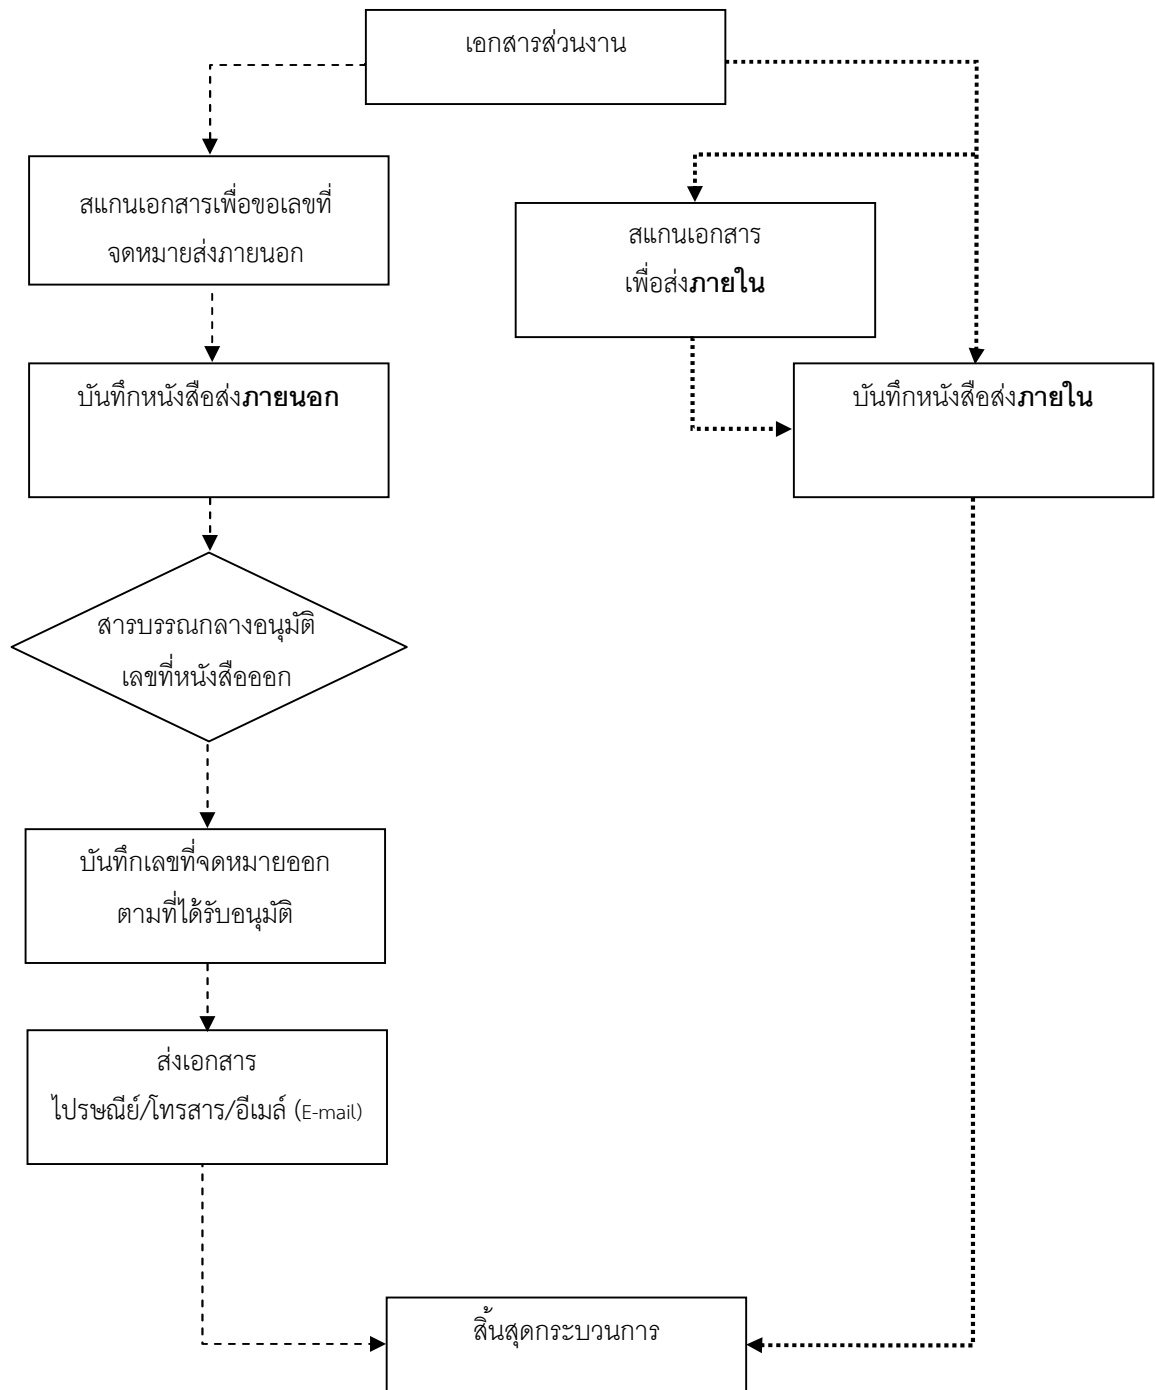 เอกสารส่วนงาน
สแกนเอกสารเพื่อขอเลขที่
จดหมายส่งภายนอก
สแกนเอกสาร
เพื่อส่งภายใน
บันทึกหนังสือส่งภายนอก
บันทึกหนังสือส่งภายใน
สารบรรณกลางอนุมัติ
เลขที่หนังสือออก
บันทึกเลขที่จดหมายออก
ตามที่ได้รับอนุมัติ
ส่งเอกสาร
ไปรษณีย์/โทรสาร/อีเมล์ (E-mail)
สิ้นสุดกระบวนการ